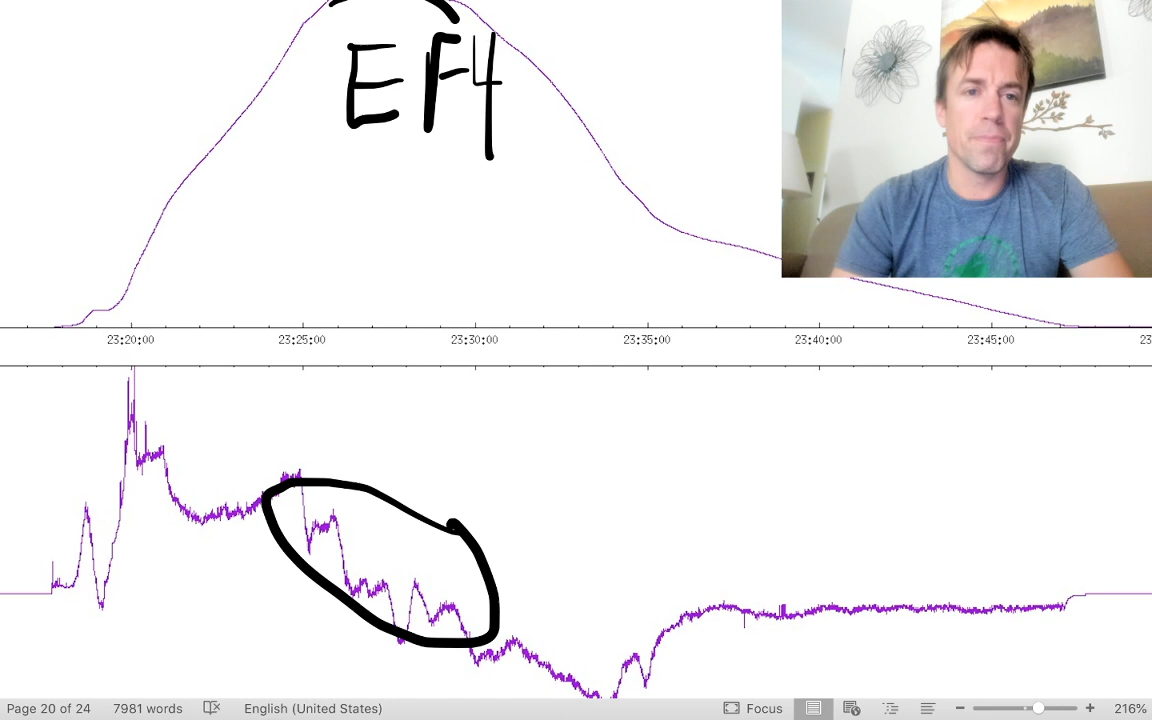 EF4
23:20:00 23:25:00 23:30:00 23:35:00 23:40:00 23:45:00 23
Page 20 of 24 7981 words English (United States) Focus 216%